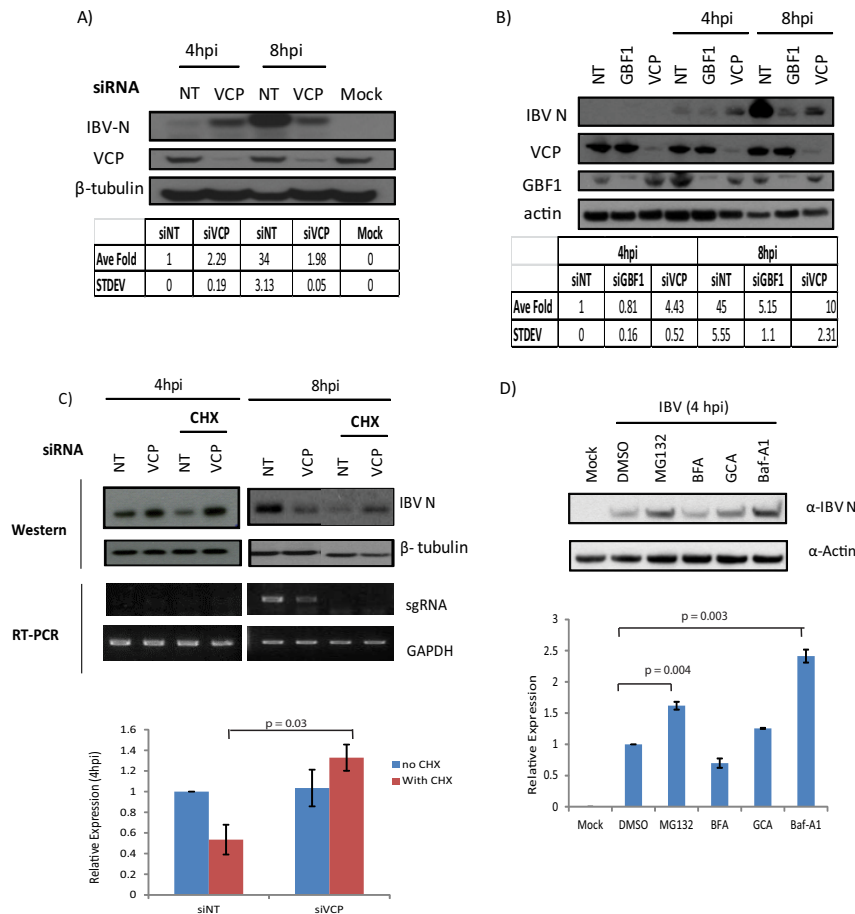 A)
4hpi 8hpi
siRNA NT VCP NT VCP Mock
IBV-N
VCP
β-tubulin
siNT siVCP siNT siVCP Mock
Ave Fold 1 2.29 34 1.98 0
STDEV 0 0.19 3.13 0.05 0
B)
4hpi 8hpi
NT GBF1 VCP NT GBF1 VCP NT GBF1 VCP
IBV N
VCP
GBF1
actin
4hpi 8hpi
siNT siGBF1 siVCP siNT siGBF1 siVCP
Ave Fold 1 0.81 4.43 45 5.15 10
STDEV 0 0.16 0.52 5.55 1.1 2.31
C)
4hpi 8hpi
CHX CHX
siRNA NT VCP NT VCP NT VCP NT VCP
Western
IBV N
β- tubulin
RT-PCR
sgRNA
GAPDH
p = 0.03
Relative Expression (4hpi)
1.6
1.4
1.2
1
0.8
0.6
0.4
0.2
0
no CHX
With CHX
siNT siVCP
D)
IBV (4 hpi)
Mock DMSO MG132 BFA GCA Baf-A1
α-IBV N
α-Actin
p = 0.003
p = 0.004
Relative Expression
3
2.5
2
1.5
1
0.5
0
Mock DMSO MG132 BFA GCA Baf-A1